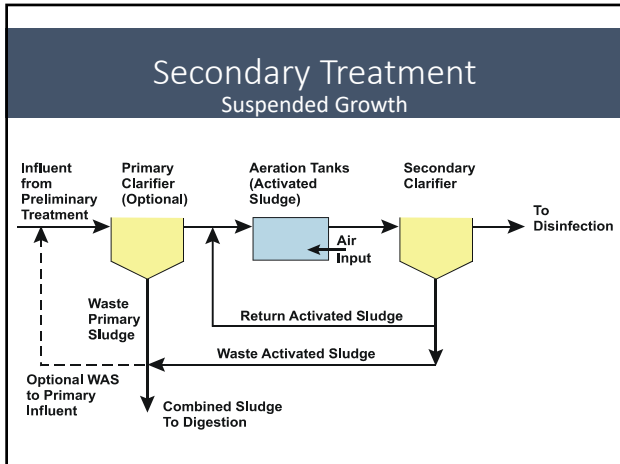 Secondary Treatment
Suspended Growth
Influent
from
Preliminary
Treatment
Primary
Clarifier
(Optional)
Aeration Tanks
(Activated
Sludge)
Secondary
Clarifier
To
Disinfection
Air
Input
Waste
Primary
Sludge
Return Activated Sludge
Waste Activated Sludge
Optional WAS
to Primary
Influent
Combined Sludge
To Digestion